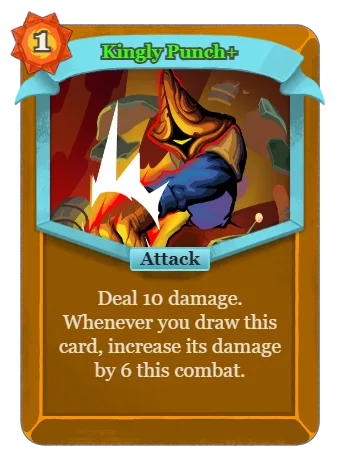 1
Kingly Punch+
Attack
Deal 10 damage.
Whenever you draw this
card, increase its damage
by 6 this combat.